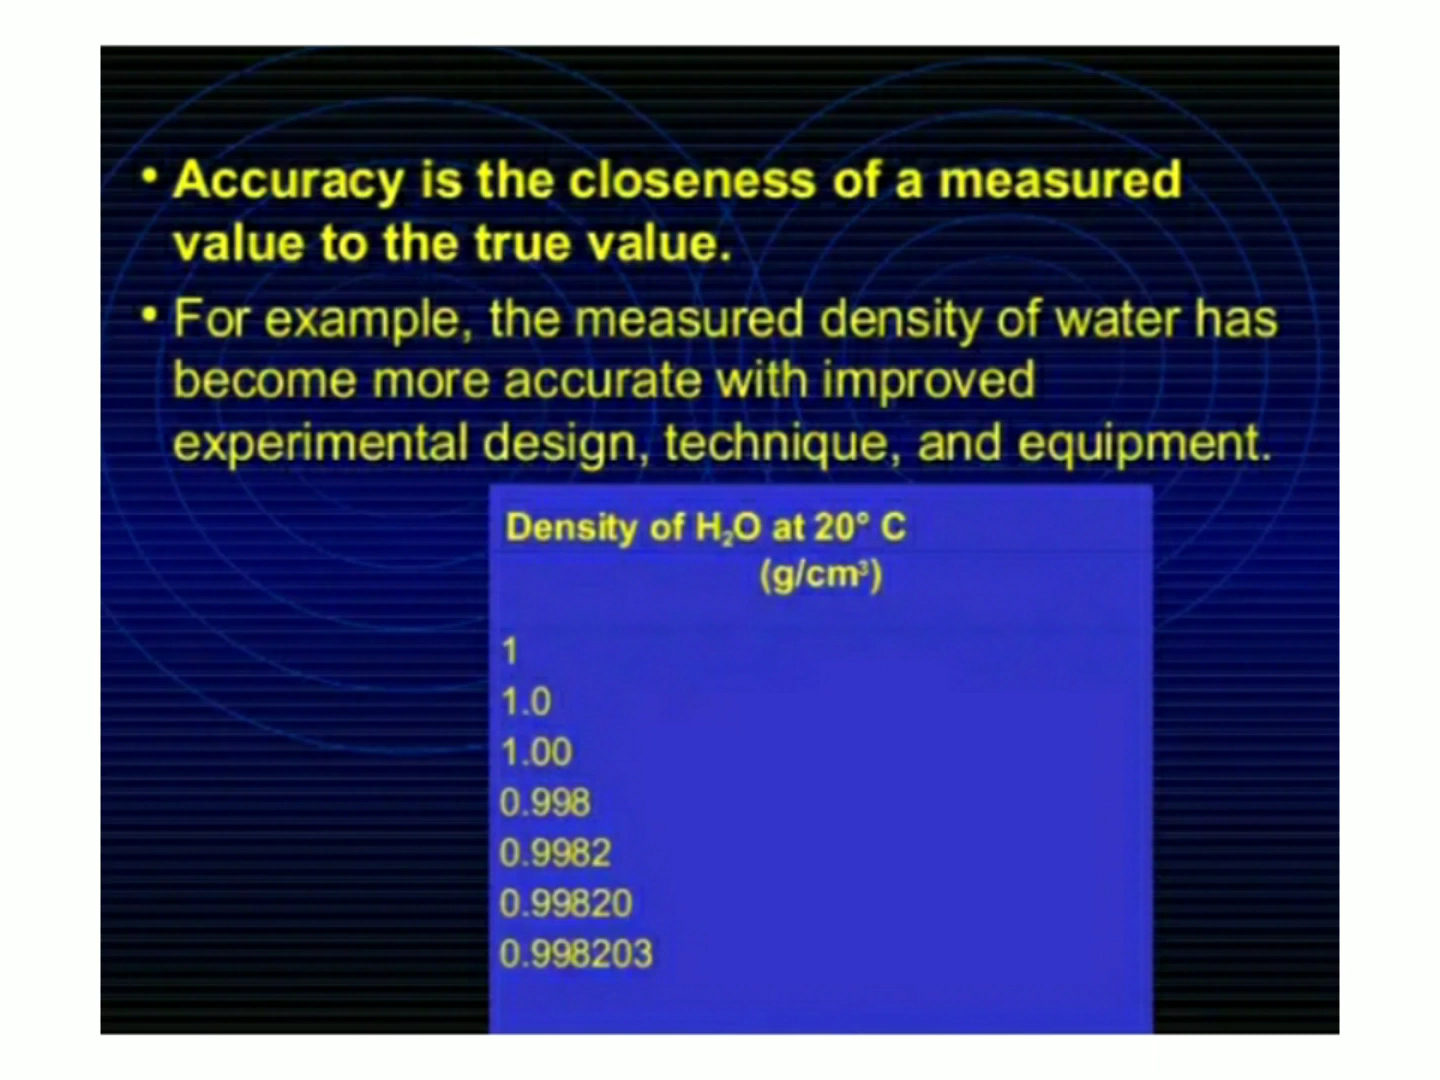 • Accuracy is the closeness of a measured
value to the true value.
• For example, the measured density of water has
become more accurate with improved
experimental design, technique, and equipment.
Density of H₂O at 20° C
(g/cm³)
1
1.0
1.00
0.998
0.9982
0.99820
0.998203